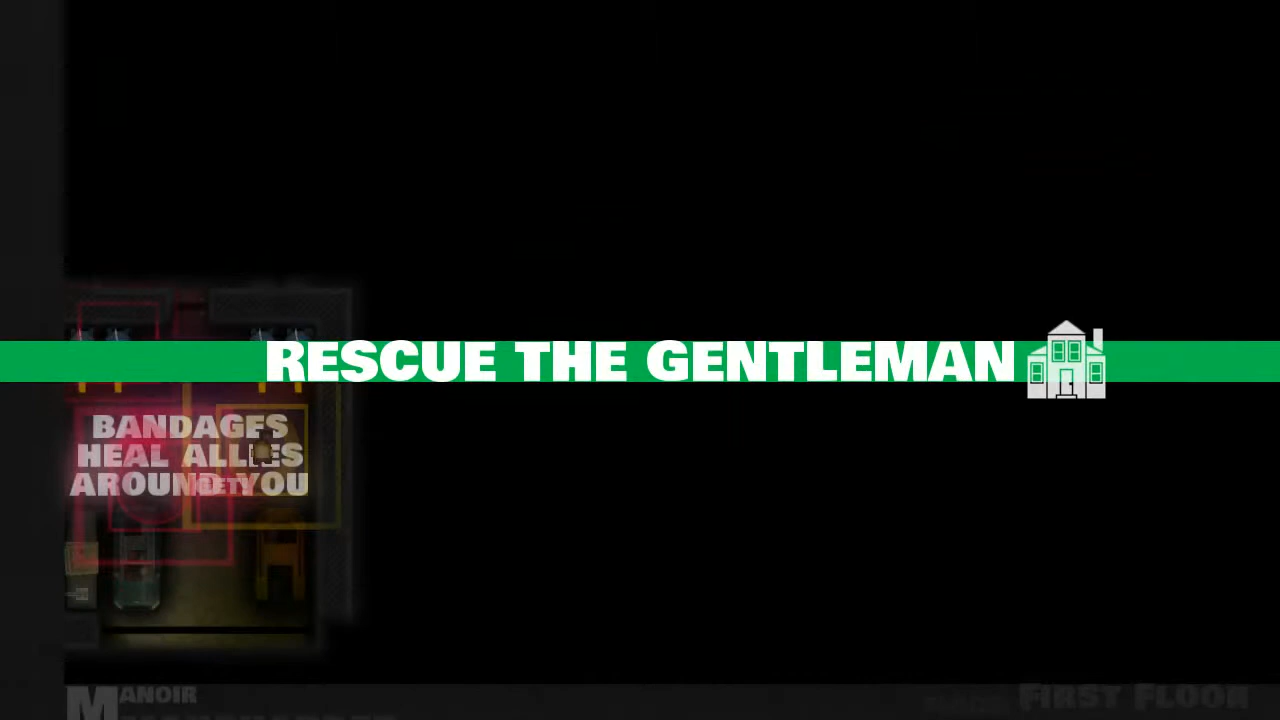 RESCUE THE GENTLEMAN
BANDAGES
HEAL ALLIES
AROUND YOU
MANOIR
FIRST FLOOR